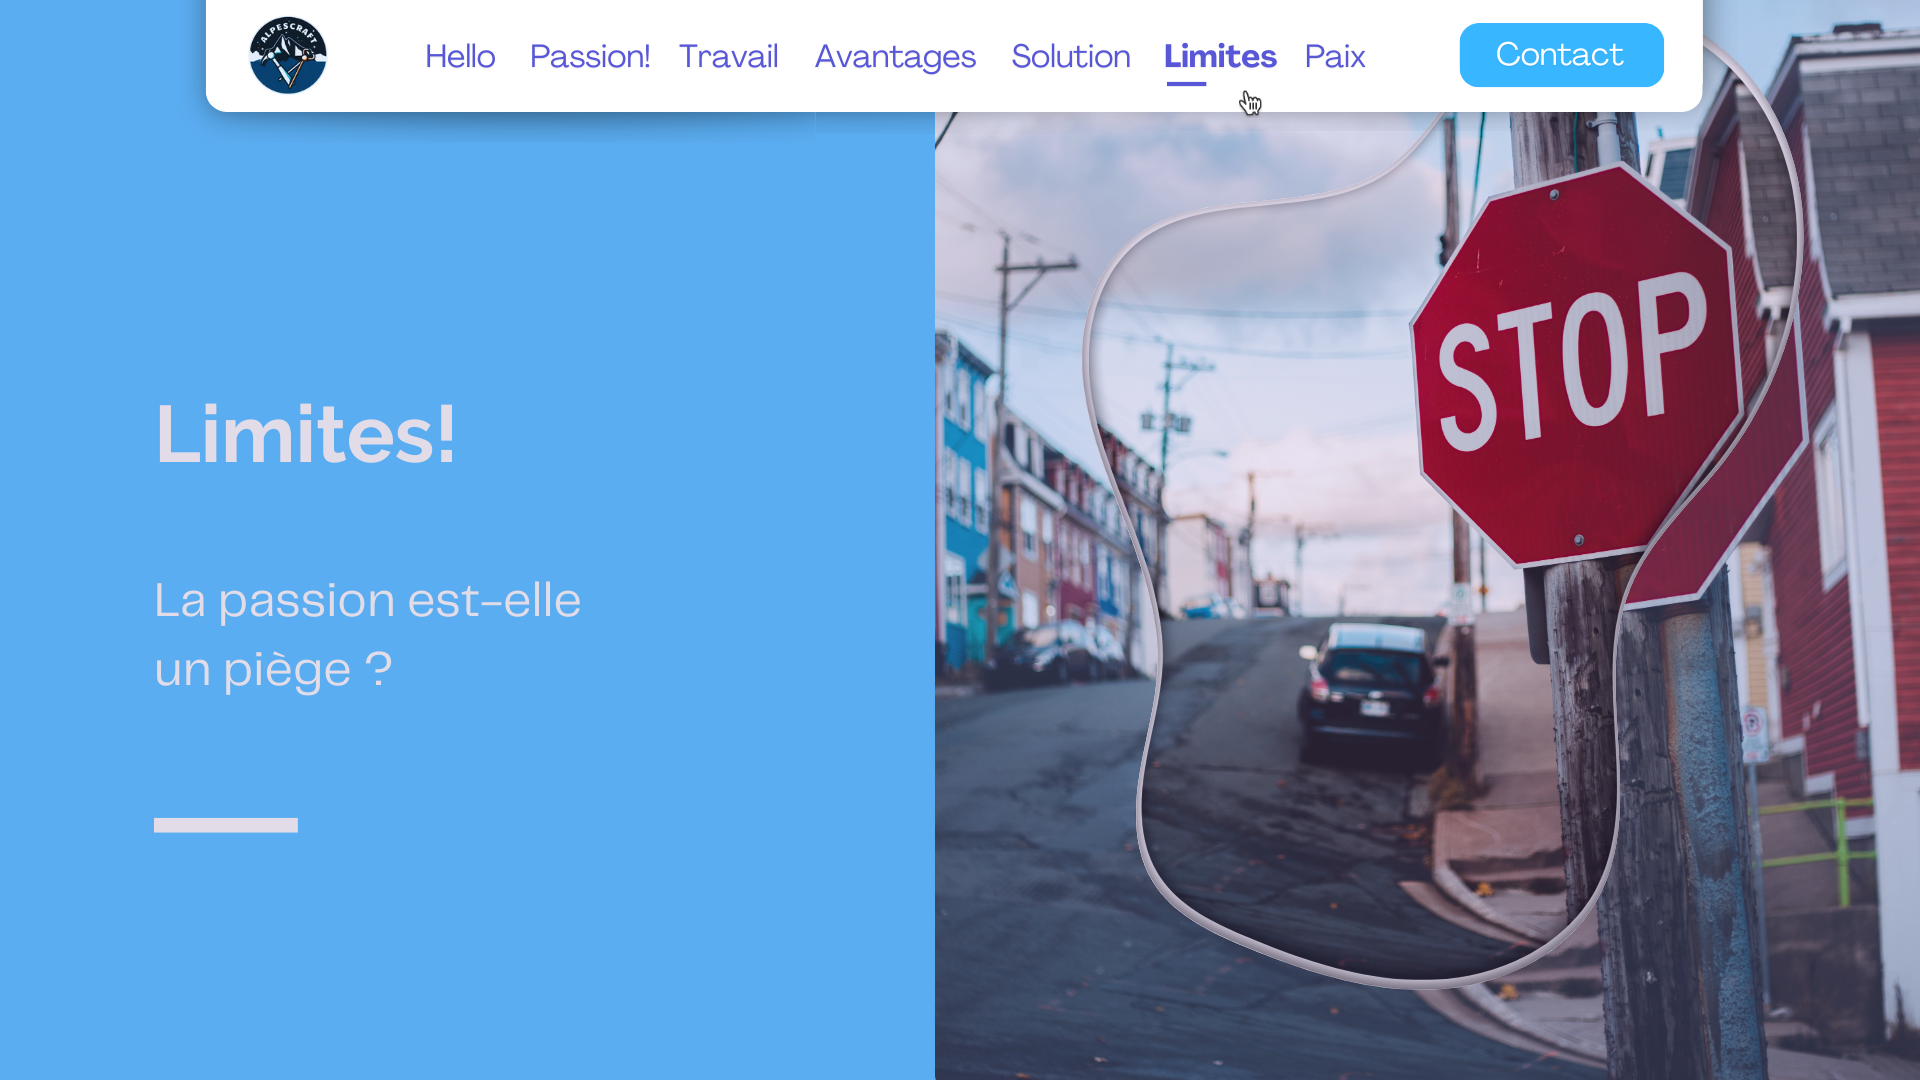 ALPESCRAFT
Hello Passion! Travail Avantages Solution Limites Paix Contact
Limites!
La passion est-elle
un piège ?
STOP